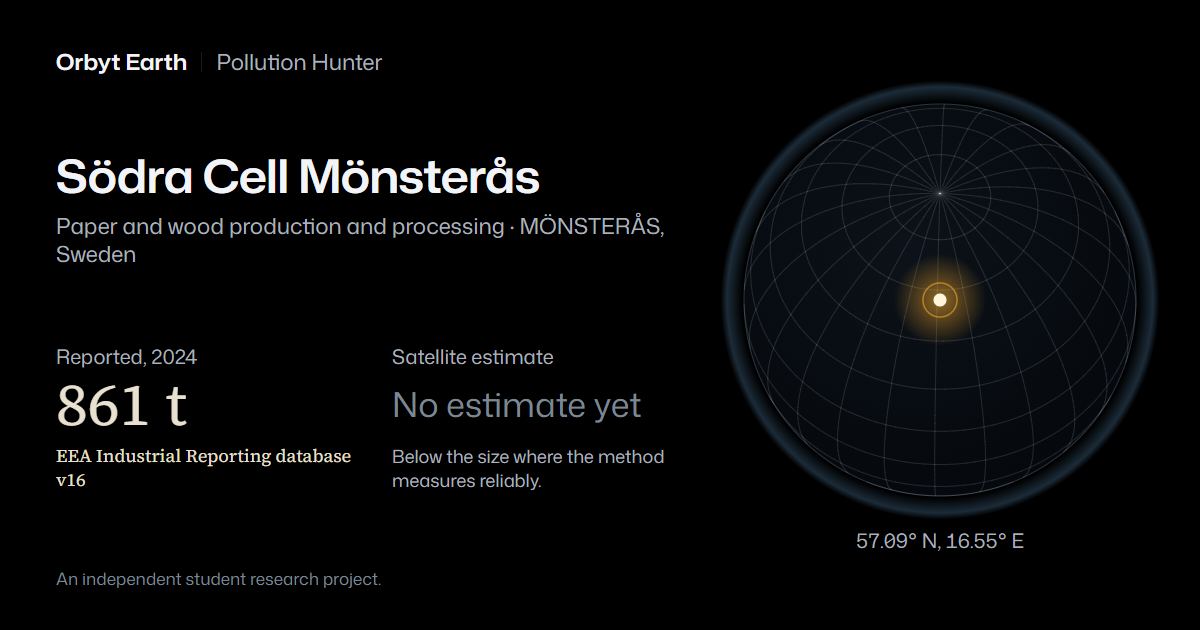 Orbyt Earth | Pollution Hunter
Södra Cell Mönsterås
Paper and wood production and processing · MÖNSTERÅS,
Sweden
Reported, 2024
861 t
EEA Industrial Reporting database
v16
Satellite estimate
No estimate yet
Below the size where the method
measures reliably.
57.09° N, 16.55° E
An independent student research project.